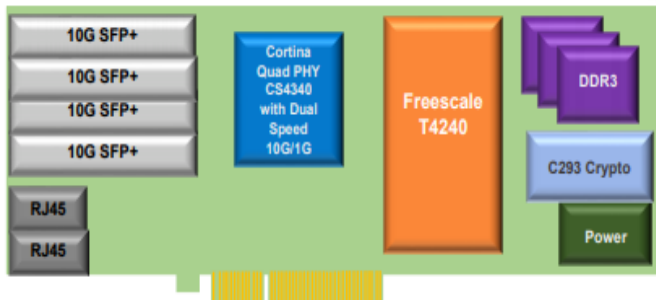 10G SFP+
10G SFP+
10G SFP+
10G SFP+
RJ45
RJ45
Cortina
Quad PHY
CS4340
with Dual
Speed
10G/1G
Freescale
T4240
DDR3
C293 Crypto
Power